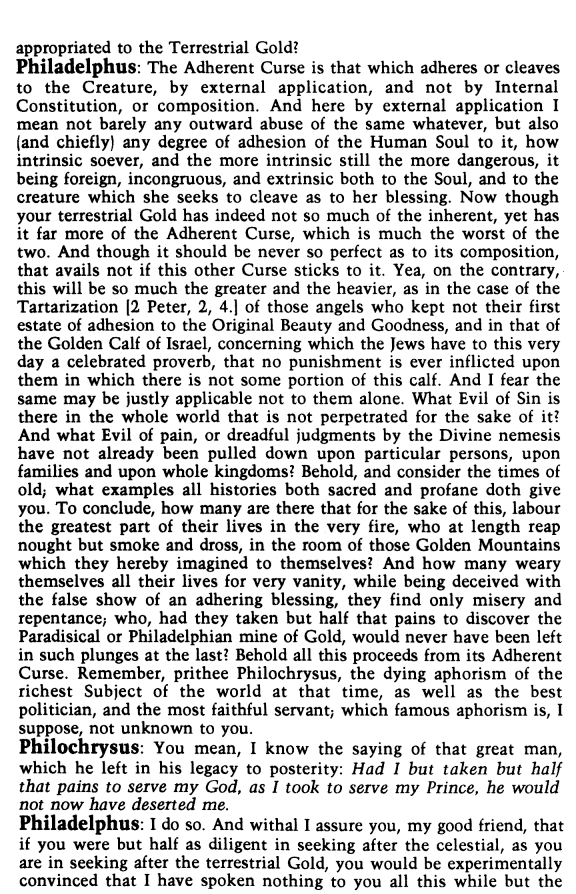 appropriated to the Terrestrial Gold?
Philadelphus: The Adherent Curse is that which adheres or cleaves
to the Creature, by external application, and not by Internal
Constitution, or composition. And here by external application I
mean not barely any outward abuse of the same whatever, but also
(and chiefly) any degree of adhesion of the Human Soul to it, how
intrinsic soever, and the more intrinsic still the more dangerous, it
being foreign, incongruous, and extrinsic both to the Soul, and to the
creature which she seeks to cleave as to her blessing. Now though
your terrestrial Gold has indeed not so much of the inherent, yet has
it far more of the Adherent Curse, which is much the worst of the
two. And though it should be never so perfect as to its composition,
that avails not if this other Curse sticks to it. Yea, on the contrary,
this will be so much the greater and the heavier, as in the case of the
Tartarization [2 Peter, 2, 4.] of those angels who kept not their first
estate of adhesion to the Original Beauty and Goodness, and in that of
the Golden Calf of Israel, concerning which the Jews have to this very
day a celebrated proverb, that no punishment is ever inflicted upon
them in which there is not some portion of this calf. And I fear the
same may be justly applicable not to them alone. What Evil of Sin is
there in the whole world that is not perpetrated for the sake of it?
And what Evil of pain, or dreadful judgments by the Divine nemesis
have not already been pulled down upon particular persons, upon
families and upon whole kingdoms? Behold, and consider the times of
old; what examples all histories both sacred and profane doth give
you. To conclude, how many are there that for the sake of this, labour
the greatest part of their lives in the very fire, who at length reap
nought but smoke and dross, in the room of those Golden Mountains
which they hereby imagined to themselves? And how many weary
themselves all their lives for very vanity, while being deceived with
the false show of an adhering blessing, they find only misery and
repentance; who, had they taken but half that pains to discover the
Paradisical or Philadelphian mine of Gold, would never have been left
in such plunges at the last? Behold all this proceeds from its Adherent
Curse. Remember, prithee Philochrysus, the dying aphorism of the
richest Subject of the world at that time, as well as the best
politician, and the most faithful servant; which famous aphorism is, I
suppose, not unknown to you.
Philochrysus: You mean, I know the saying of that great man,
which he left in his legacy to posterity: Had I but taken but half
that pains to serve my God, as I took to serve my Prince, he would
not now have deserted me.
Philadelphus: I do so. And withal I assure you, my good friend, that
if you were but half as diligent in seeking after the celestial, as you
are in seeking after the terrestrial Gold, you would be experimentally
convinced that I have spoken nothing to you all this while but the